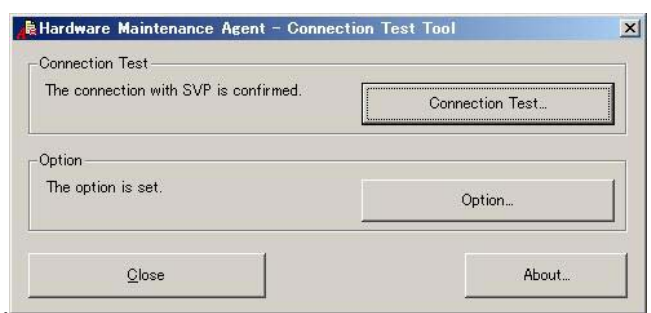 Hardware Maintenance Agent - Connection Test Tool
Connection Test
The connection with SVP is confirmed.
Connection Test...
Option
The option is set.
Option...
Close
About...